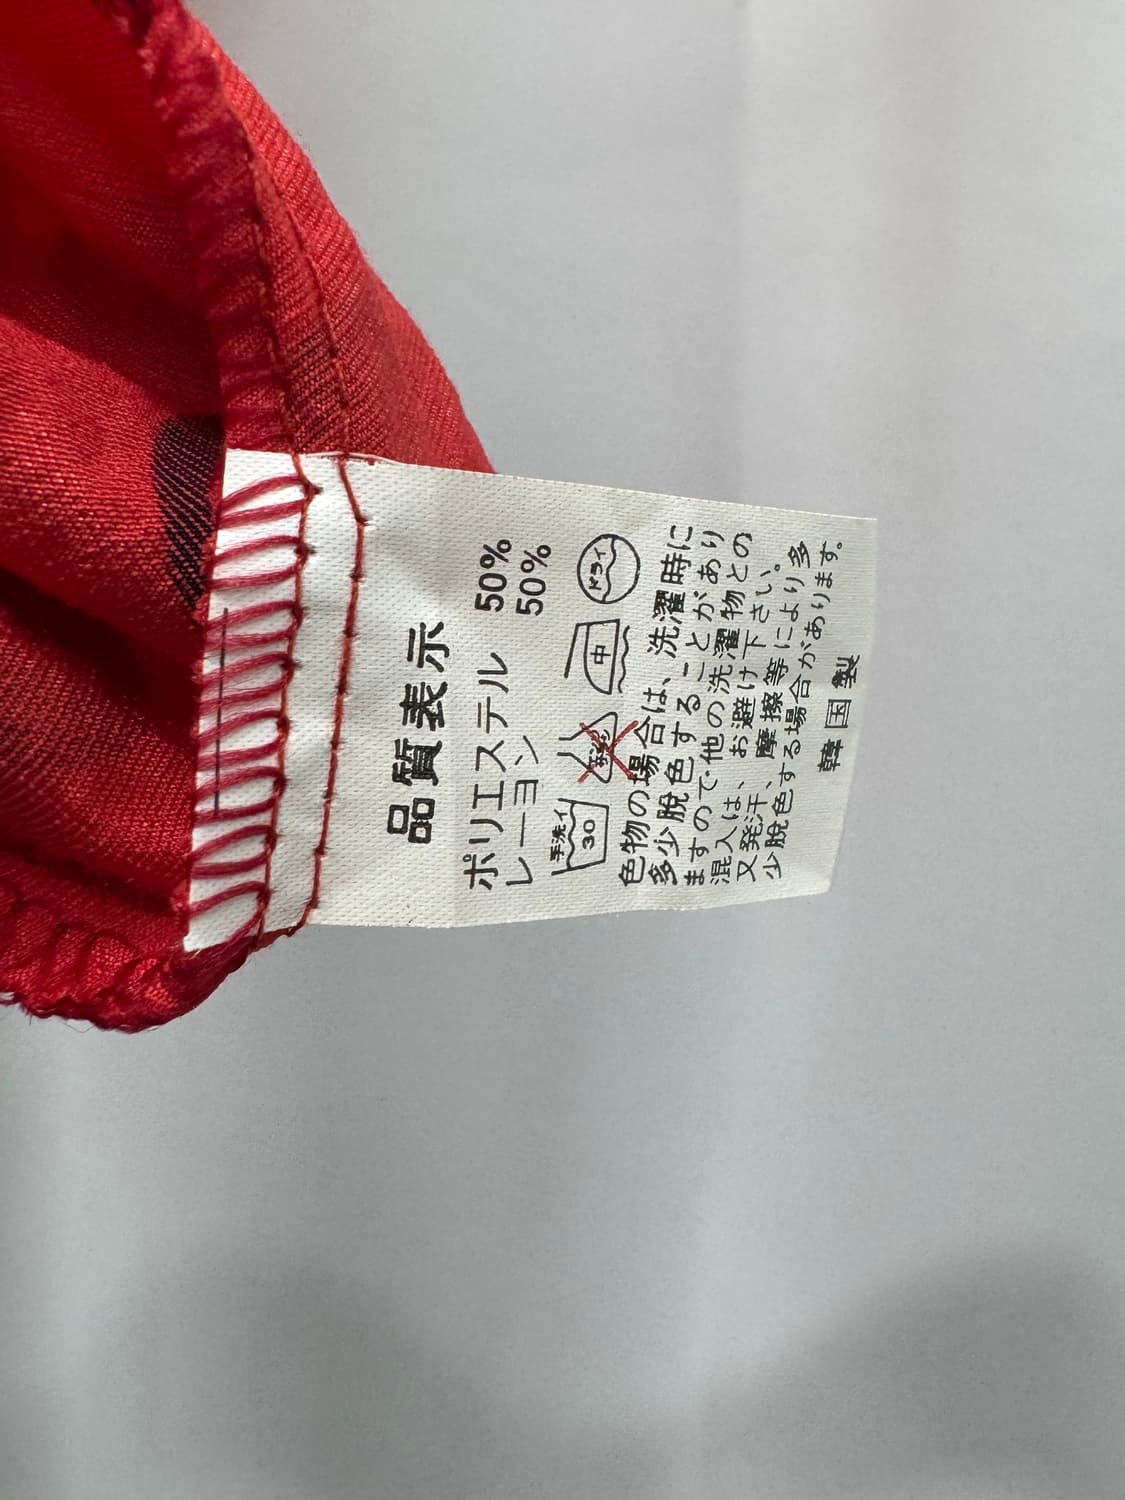 品質表示
ポリエステル 50%
レーヨン 50%
手洗イ 30 中 ドライ
色物の場合は、洗濯時に
多少脱色することがあり
ますので他の洗濯物との
混入は、お避け下さい。
又発汗、摩擦等により多
少脱色する場合があります。
韓国製